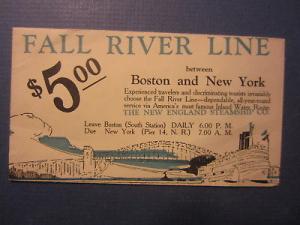 FALL RIVER LINE
$5.00
between
Boston and New York
Experienced travelers and discriminating tourists invariably
choose the Fall River Line—dependable, all-year-round
service via America's most famous Inland Water Route.
THE NEW ENGLAND STEAMSHIP CO.
Leave Boston (South Station) DAILY 6.00 P. M.
Due New York (Pier 14, N. R.) 7.00 A. M.